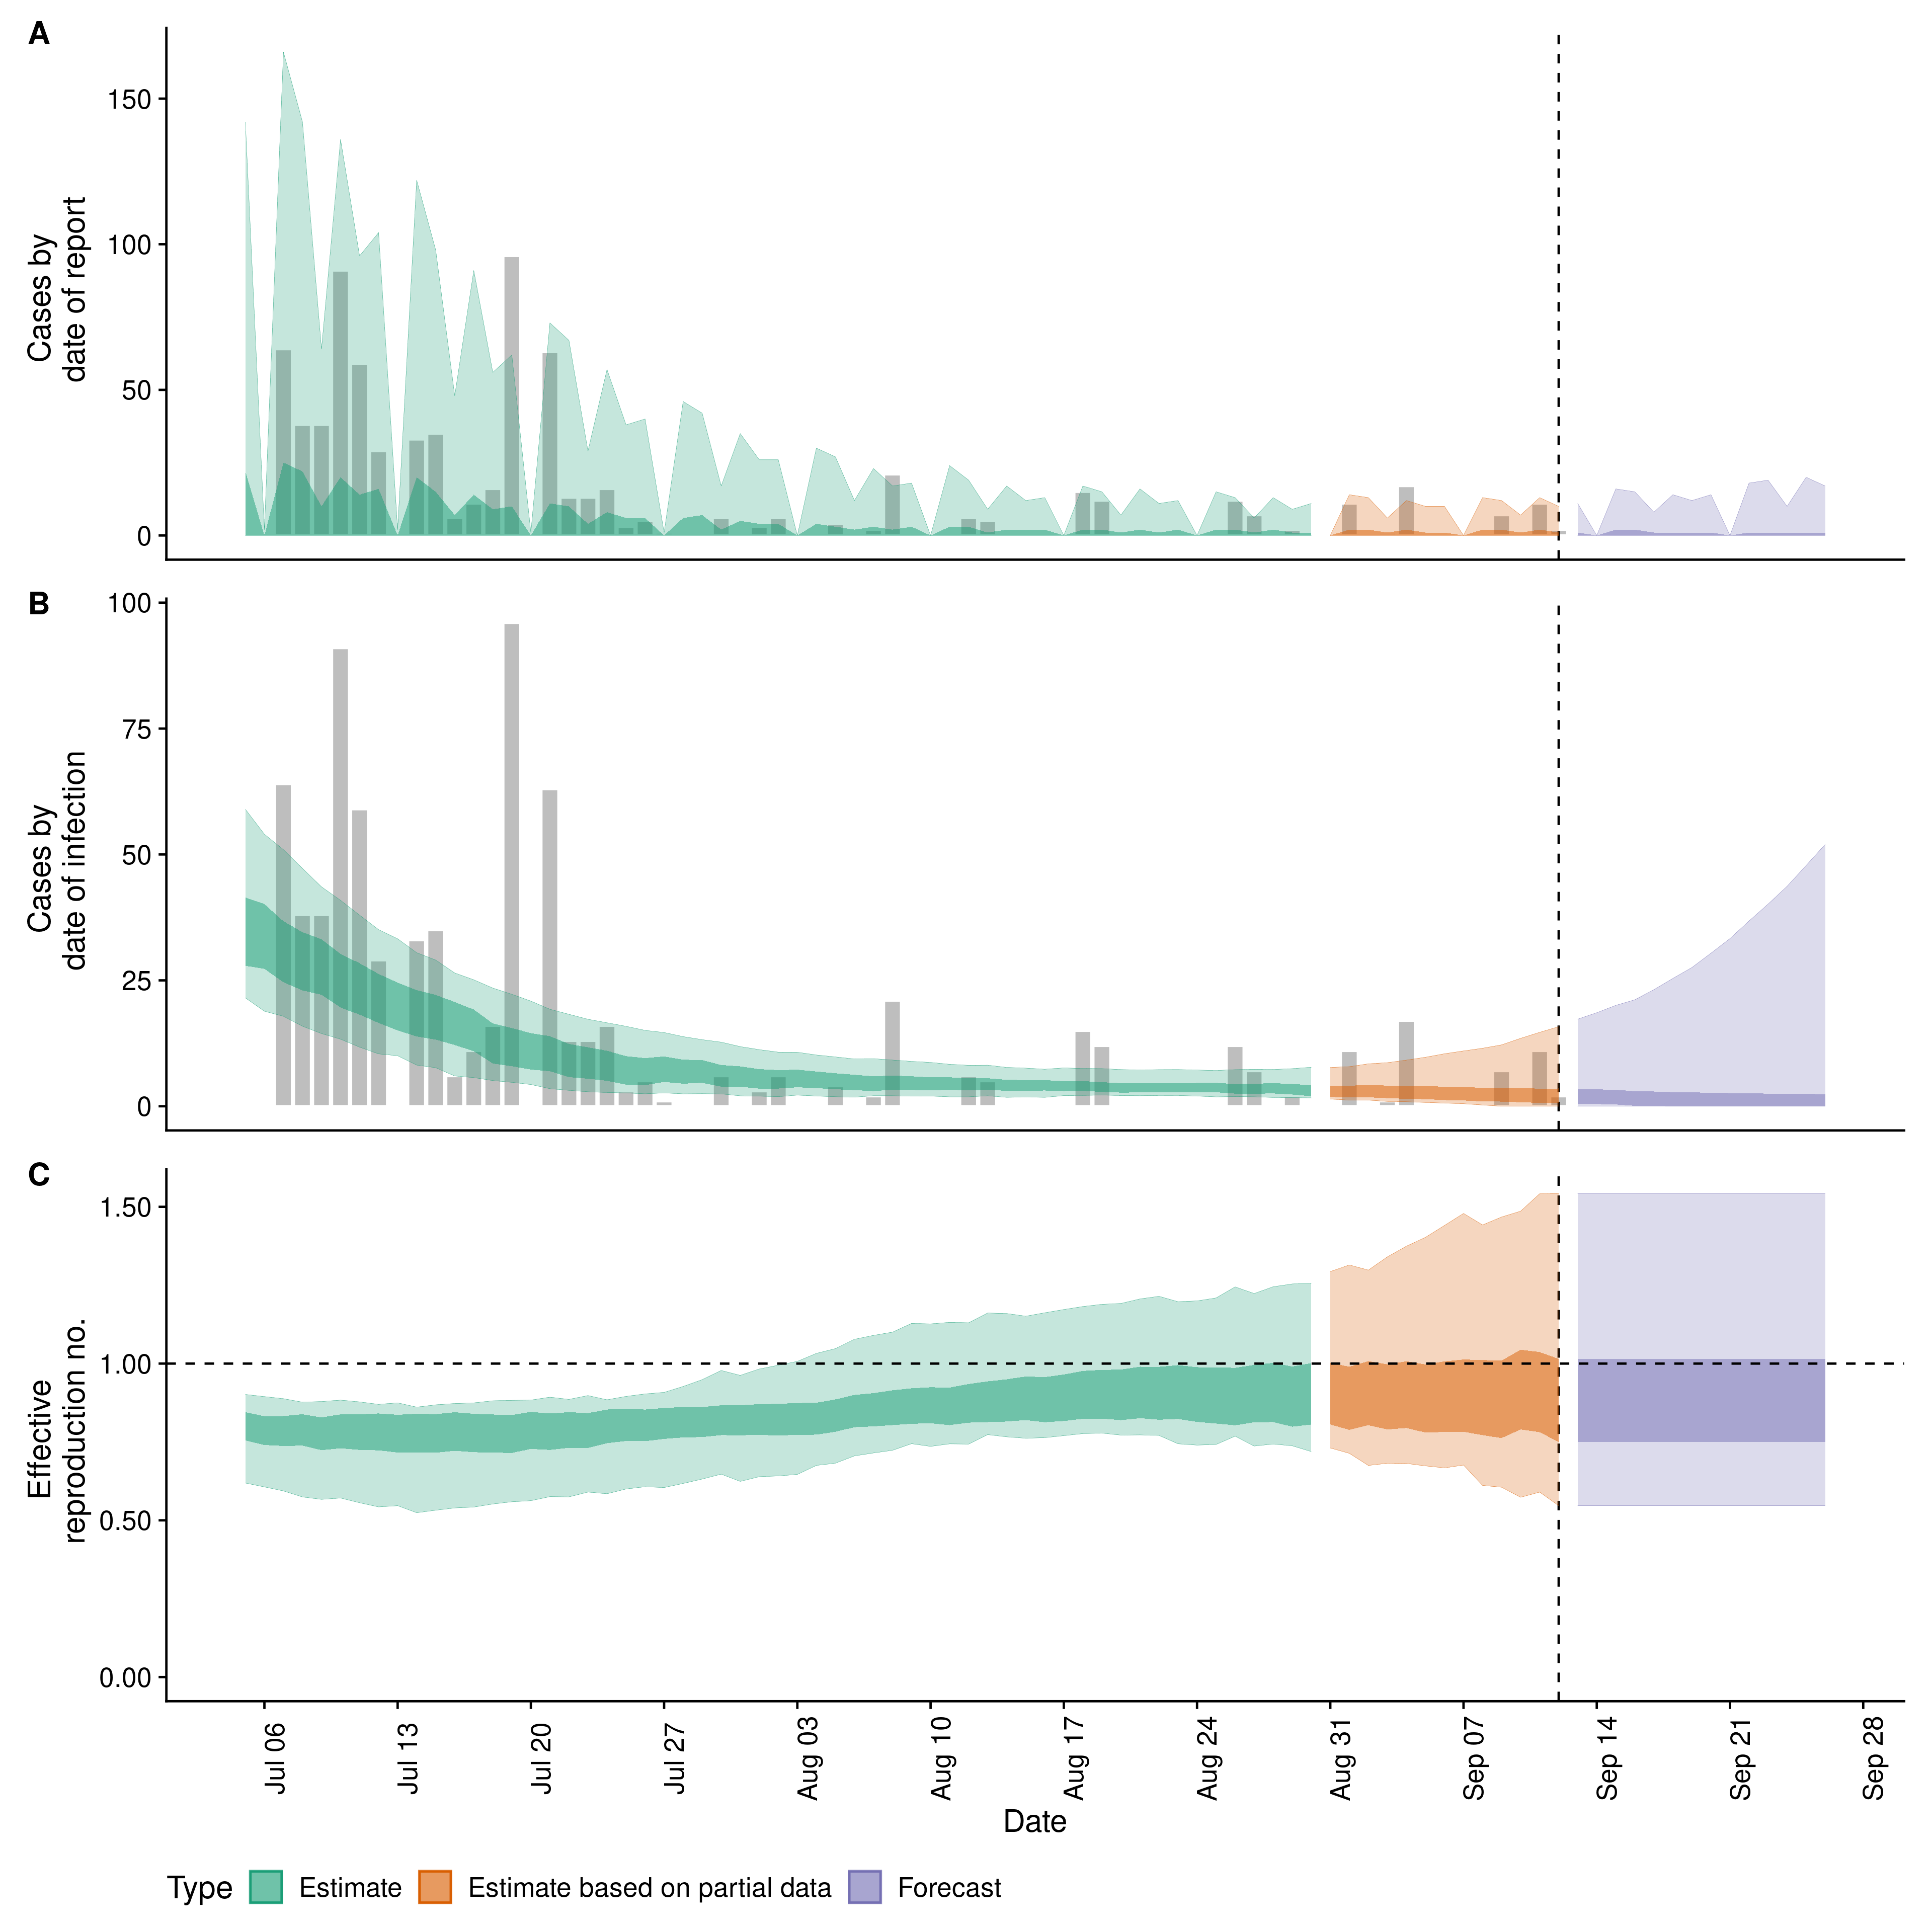 A
Cases by
date of report
150
100
50
0
B
Cases by
date of infection
100
75
50
25
0
C
Effective
reproduction no.
1.50
1.00
0.50
0.00
Jul 06
Jul 13
Jul 20
Jul 27
Aug 03
Aug 10
Aug 17
Aug 24
Aug 31
Sep 07
Sep 14
Sep 21
Sep 28
Date
Type Estimate Estimate based on partial data Forecast